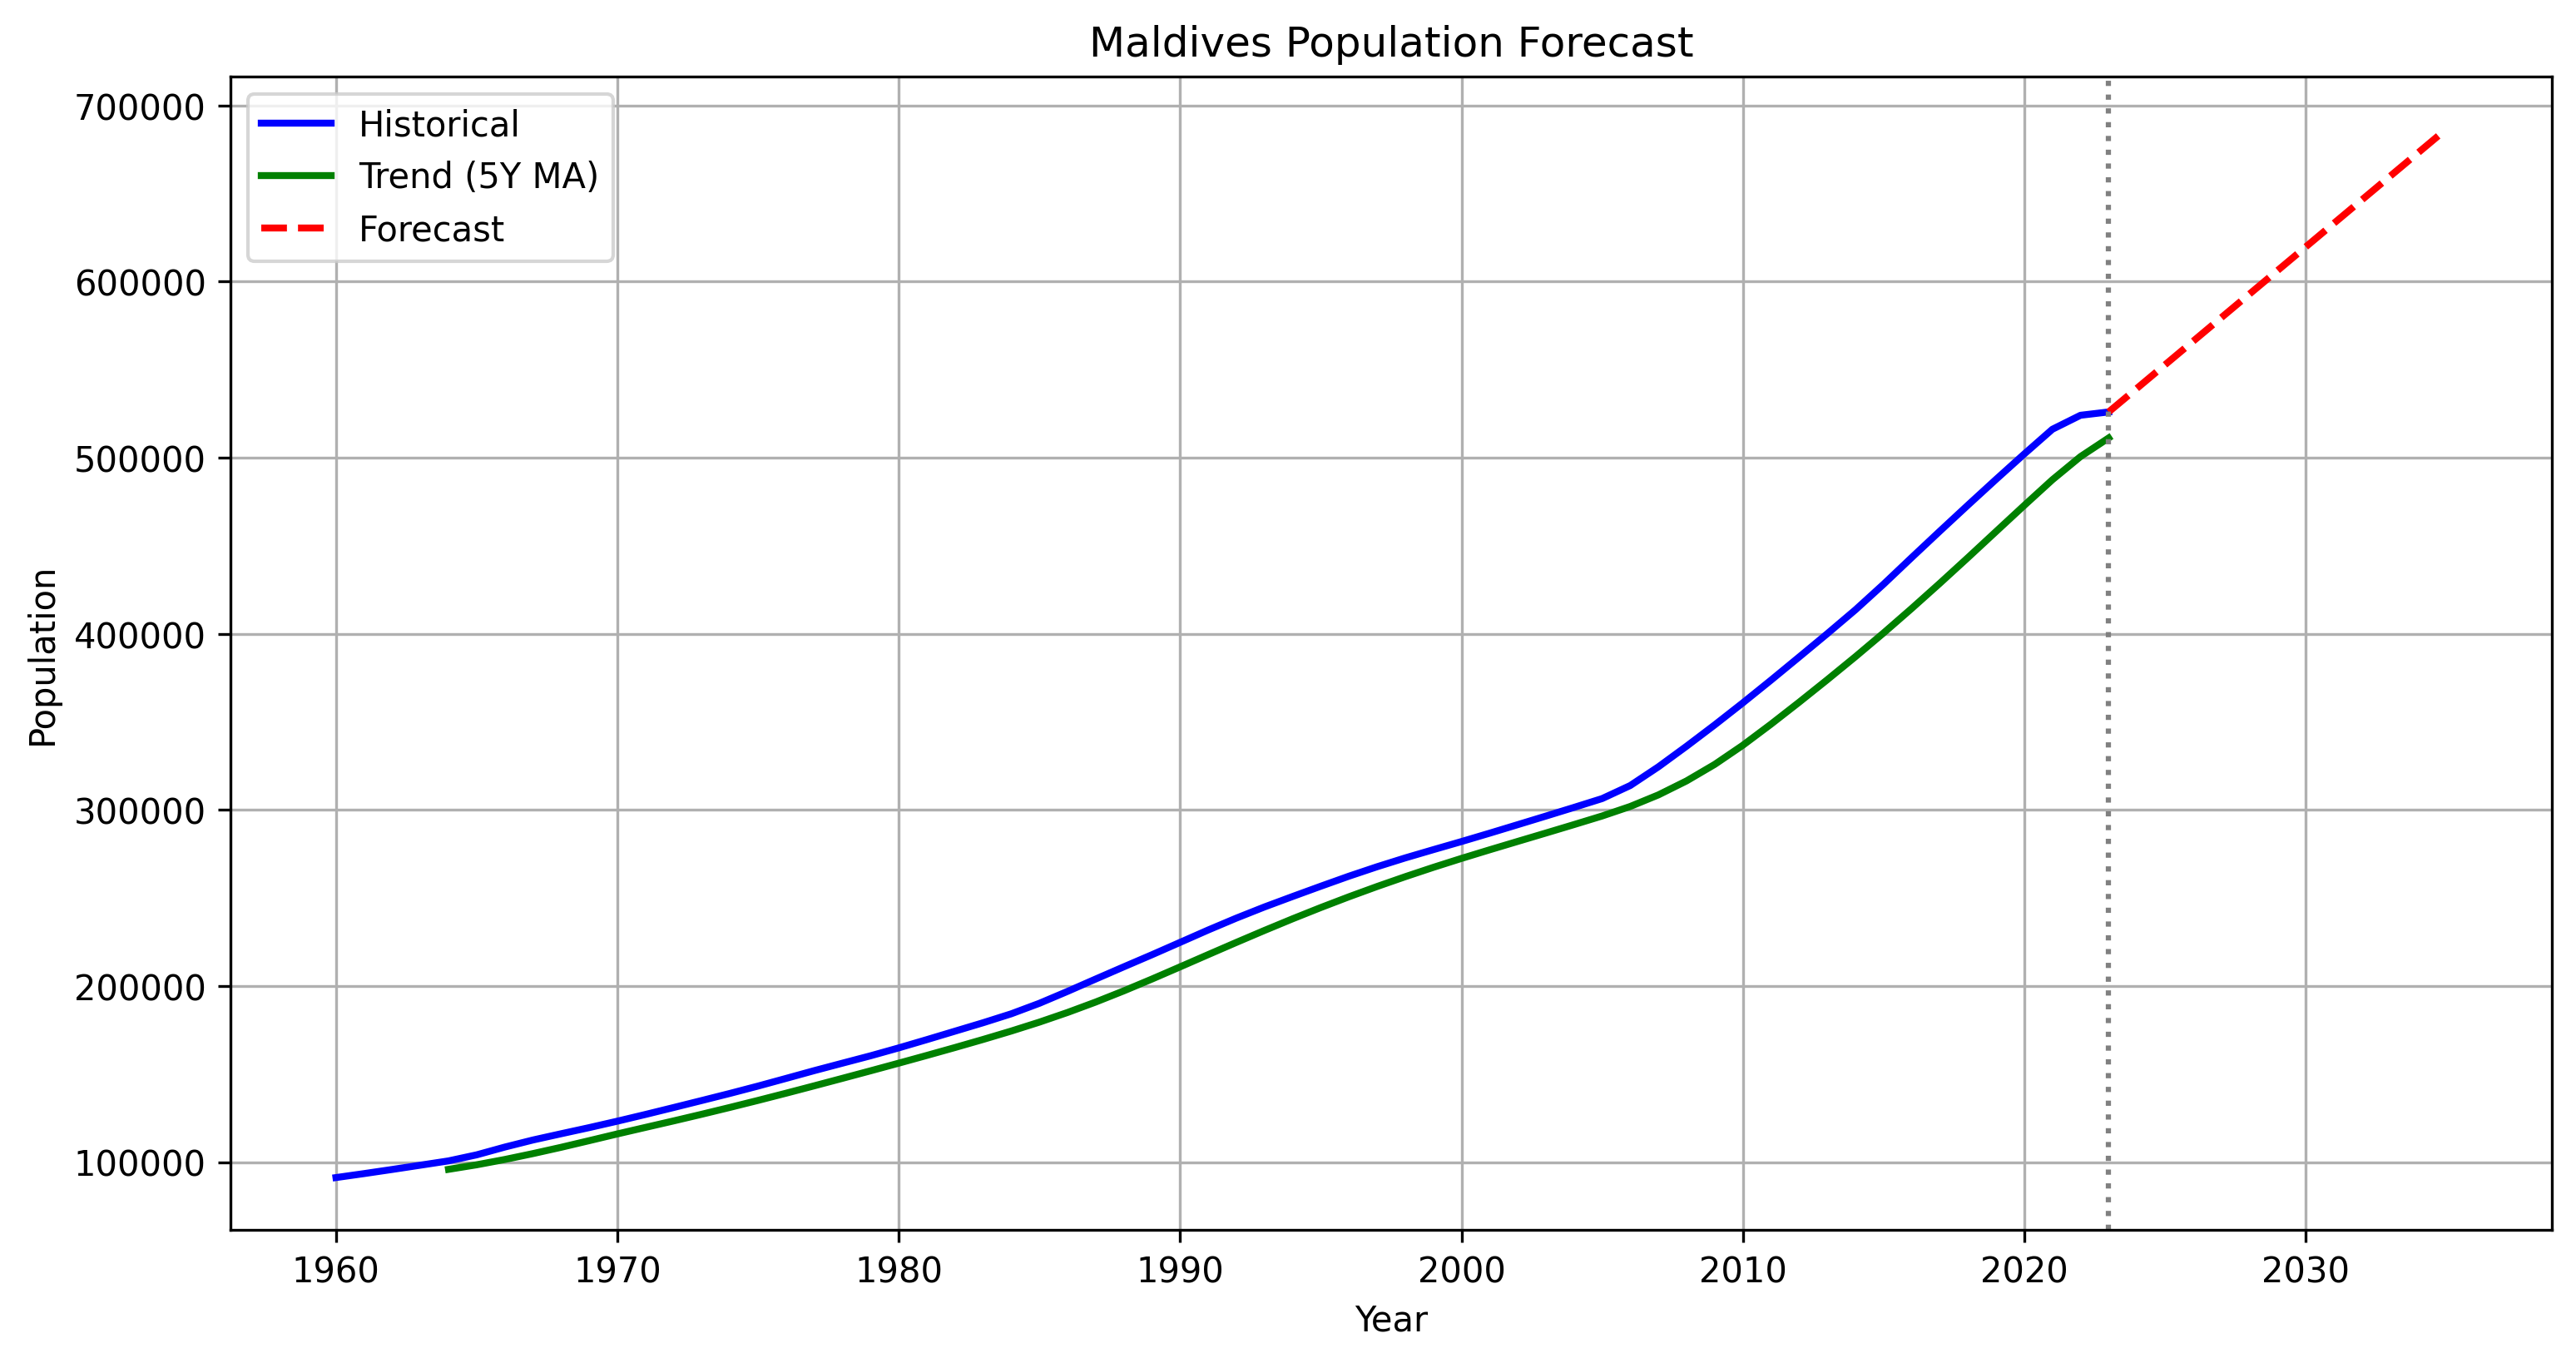 Maldives Population Forecast
Historical
Trend (5Y MA)
Forecast
Population
700000
600000
500000
400000
300000
200000
100000
1960 1970 1980 1990 2000 2010 2020 2030
Year